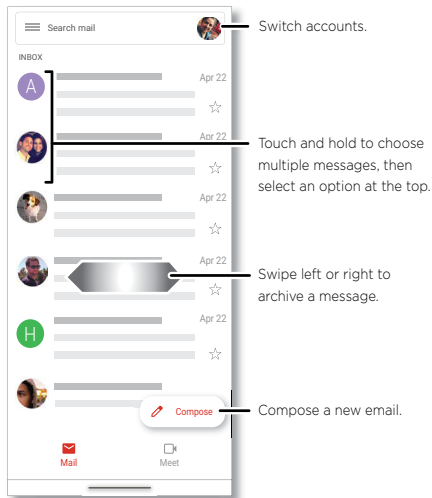 Search mail
Switch accounts.
INBOX
A
Apr 22
Apr 22
Touch and hold to choose
multiple messages, then
select an option at the top.
Apr 22
Apr 22
Swipe left or right to
archive a message.
H
Apr 22
Compose
Compose a new email.
Mail
Meet